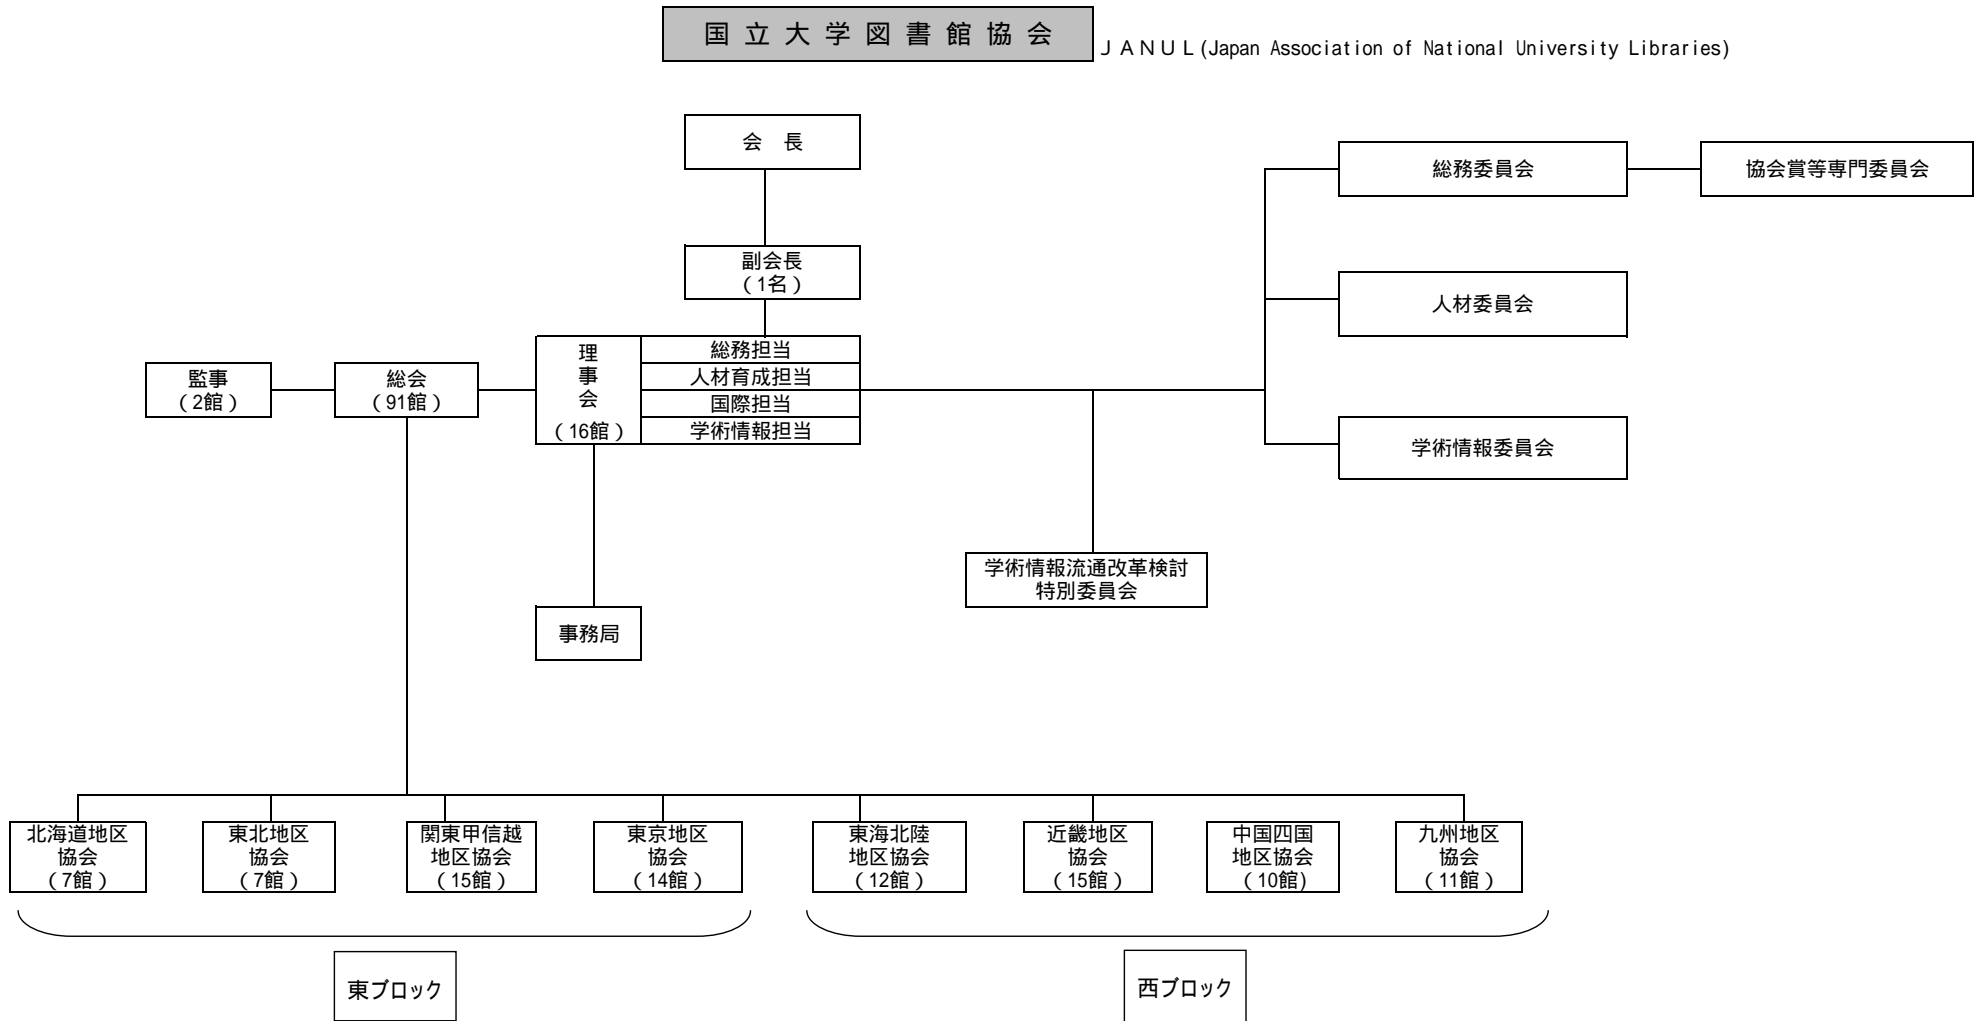 国立大学図書館協会
ＪＡＮＵＬ(Japan Association of National University Libraries)
会　長
総務委員会
協会賞等専門委員会
副会長
（1名）
人材委員会
理事会
（16館）
総務担当
人材育成担当
国際担当
学術情報担当
監事
（2館）
総会
（91館）
学術情報委員会
学術情報流通改革検討
特別委員会
事務局
北海道地区
協会
（7館）
東北地区
協会
（7館）
関東甲信越
地区協会
（15館）
東京地区
協会
（14館）
東海北陸
地区協会
（12館）
近畿地区
協会
（15館）
中国四国
地区協会
（10館)
九州地区
協会
（11館）
東ブロック
西ブロック